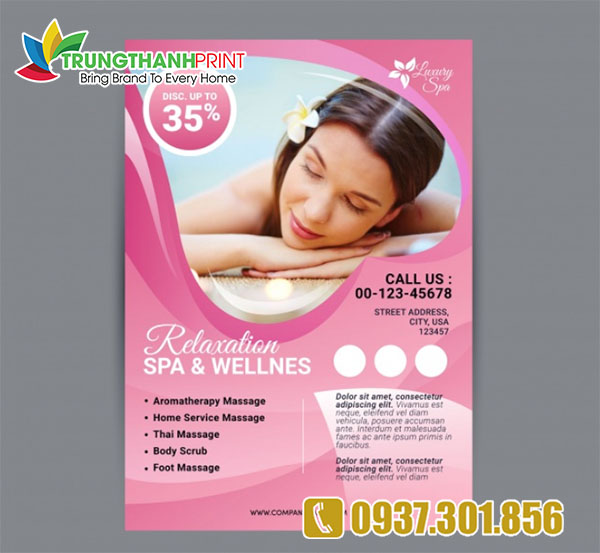 TRUNGTHANHPRINT
Bring Brand To Every Home
Luxury
Spa
DISC. UP TO
35%
CALL US :
00-123-45678
STREET ADDRESS,
CITY, USA
123457
Relaxation
SPA & WELLNES
• Aromatherapy Massage
• Home Service Massage
• Thai Massage
• Body Scrub
• Foot Massage
Dolor sit amet, consectetur
adipiscing elit. Vivamus est
neque, eleifend vel diam
vehicula, posuere accumsan
ante. Interdum et malesuada
fames ac ante ipsum primis in
faucibus.
Dolor sit amet, consectetur
adipiscing elit. Vivamus est
neque, eleifend vel diam
0937.301.856